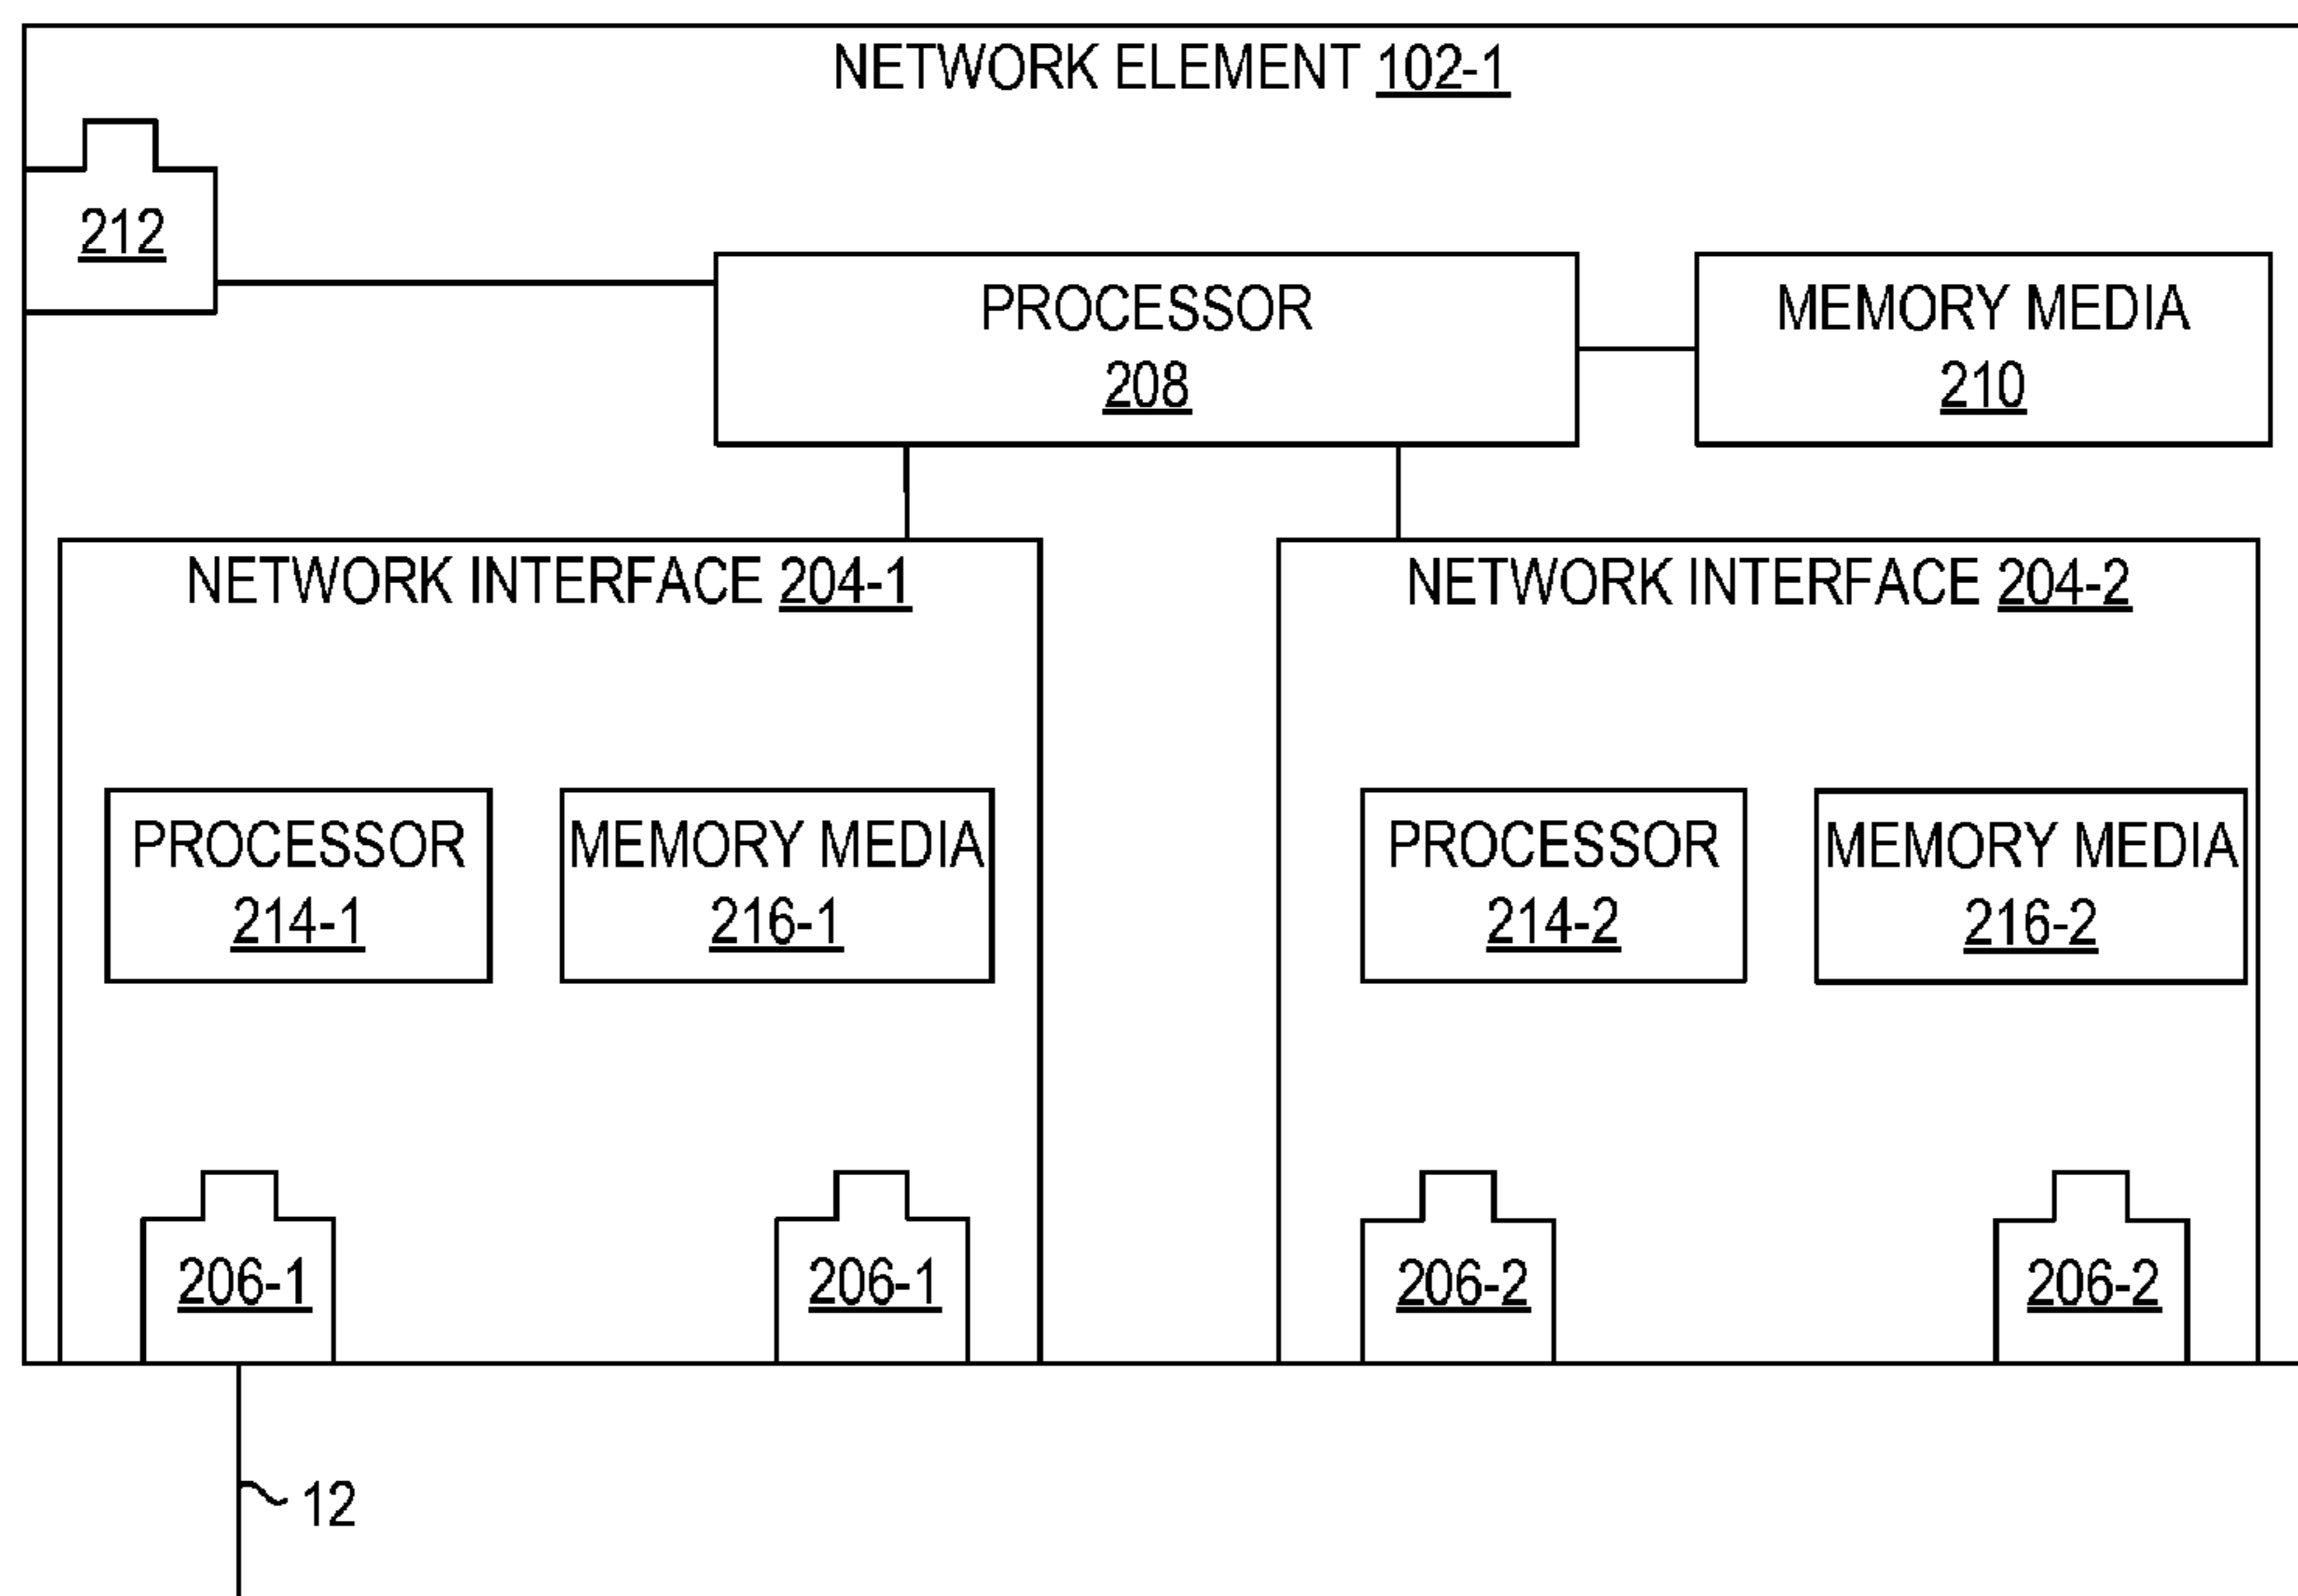 NETWORK ELEMENT 102-1
212
PROCESSOR
208
MEMORY MEDIA
210
NETWORK INTERFACE 204-1
PROCESSOR
214-1
MEMORY MEDIA
216-1
206-1
206-1
NETWORK INTERFACE 204-2
PROCESSOR
214-2
MEMORY MEDIA
216-2
206-2
206-2
12